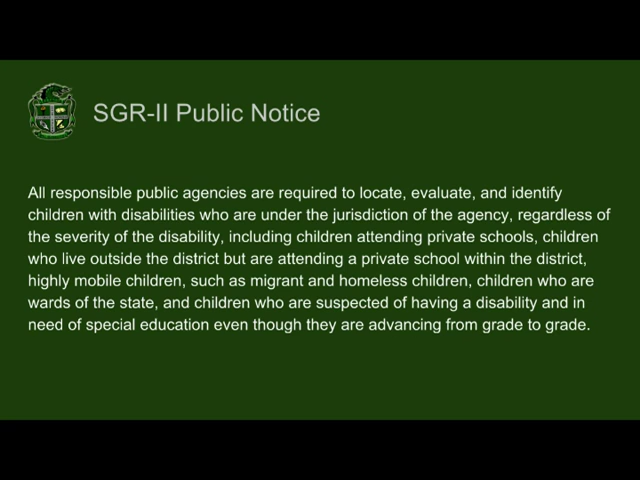 SGR-II Public Notice
All responsible public agencies are required to locate, evaluate, and identify
children with disabilities who are under the jurisdiction of the agency, regardless of
the severity of the disability, including children attending private schools, children
who live outside the district but are attending a private school within the district,
highly mobile children, such as migrant and homeless children, children who are
wards of the state, and children who are suspected of having a disability and in
need of special education even though they are advancing from grade to grade.